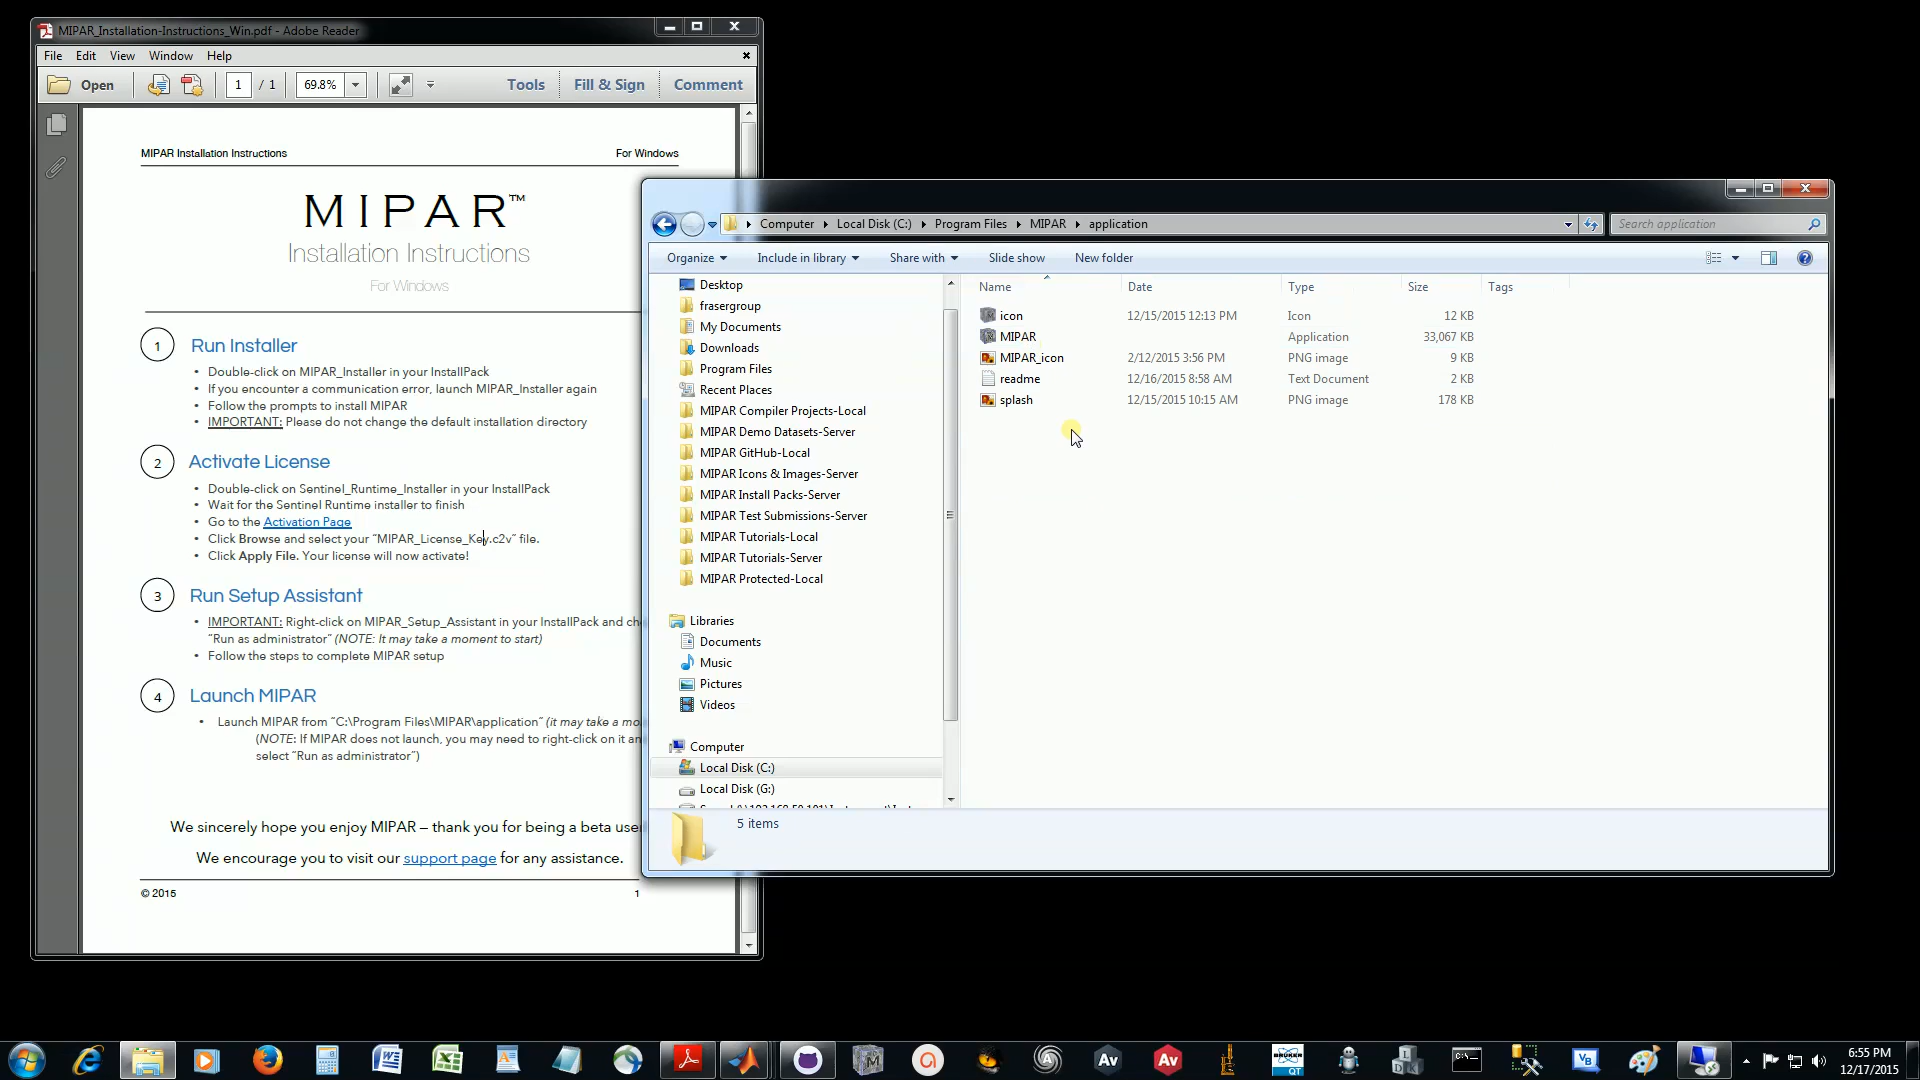 MIPAR_Installation-Instructions_Win.pdf - Adobe Reader
File Edit View Window Help
Open 1 / 1 69.8% Tools Fill & Sign Comment
MIPAR Installation Instructions For Windows
MIPAR™
Installation Instructions
For Windows
1 Run Installer
• Double-click on MIPAR_Installer in your InstallPack
• If you encounter a communication error, launch MIPAR_Installer again
• Follow the prompts to install MIPAR
• IMPORTANT: Please do not change the default installation directory
2 Activate License
• Double-click on Sentinel_Runtime_Installer in your InstallPack
• Wait for the Sentinel Runtime installer to finish
• Go to the Activation Page
• Click Browse and select your “MIPAR_License_Key.c2v” file.
• Click Apply File. Your license will now activate!
3 Run Setup Assistant
• IMPORTANT: Right-click on MIPAR_Setup_Assistant in your InstallPack and
“Run as administrator” (NOTE: It may take a moment to start)
• Follow the steps to complete MIPAR setup
4 Launch MIPAR
• Launch MIPAR from “C:\Program Files\MIPAR\application” (it may take a
(NOTE: If MIPAR does not launch, you may need to right-click on it
select “Run as administrator”)
We sincerely hope you enjoy MIPAR – thank you for being a beta
We encourage you to visit our support page for any assistance.
© 2015 1
Computer Local Disk (C:) Program Files MIPAR application
Search application
Organize Include in library Share with Slide show New folder
Desktop
frasergroup
My Documents
Downloads
Program Files
Recent Places
MIPAR Compiler Projects-Local
MIPAR Demo Datasets-Server
MIPAR GitHub-Local
MIPAR Icons & Images-Server
MIPAR Install Packs-Server
MIPAR Test Submissions-Server
MIPAR Tutorials-Local
MIPAR Tutorials-Server
MIPAR Protected-Local
Libraries
Documents
Music
Pictures
Videos
Computer
Local Disk (C:)
Local Disk (G:)
Name Date Type Size Tags
icon 12/15/2015 12:13 PM Icon 12 KB
MIPAR Application 33,067 KB
MIPAR_icon 2/12/2015 3:56 PM PNG image 9 KB
readme 12/16/2015 8:58 AM Text Document 2 KB
splash 12/15/2015 10:15 AM PNG image 178 KB
5 items
Av Av BRUKER QT VB
6:55 PM
12/17/2015